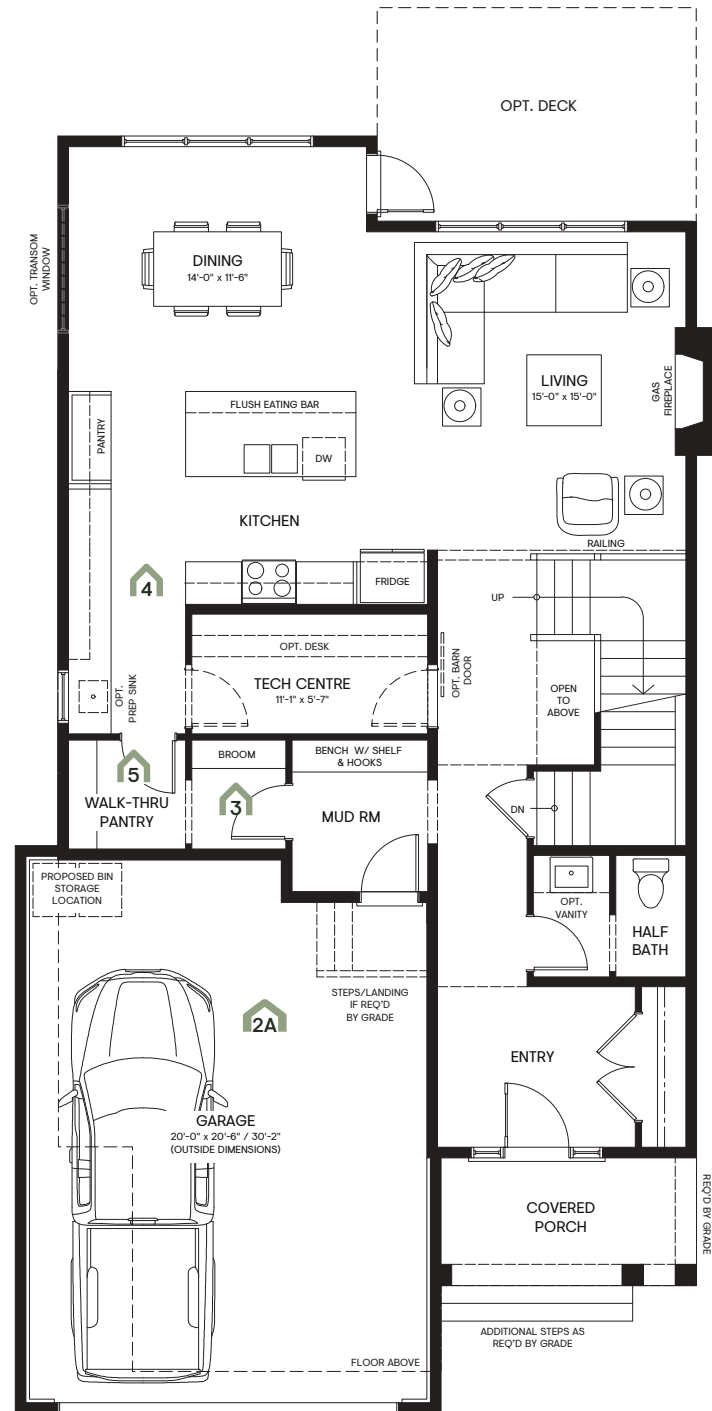 OPT. DECK
OPT. TRANSOM
WINDOW
DINING
14'-0" x 11'-6"
LIVING
15'-0" x 15'-0"
GAS
FIREPLACE
FLUSH EATING BAR
PANTRY
DW
KITCHEN
RAILING
4
FRIDGE
UP
OPT. DESK
TECH CENTRE
11'-1" x 5'-7"
OPT. BARN
DOOR
OPEN
TO
ABOVE
OPT.
PREP SINK
5
WALK-THRU
PANTRY
BROOM
3
BENCH W/ SHELF
& HOOKS
MUD RM
DN
PROPOSED BIN
STORAGE
LOCATION
OPT.
VANITY
HALF
BATH
STEPS/LANDING
IF REQ'D
BY GRADE
2A
ENTRY
GARAGE
20'-0" x 20'-6" / 30'-2"
(OUTSIDE DIMENSIONS)
COVERED
PORCH
REQ'D BY GRADE
ADDITIONAL STEPS AS
REQ'D BY GRADE
FLOOR ABOVE